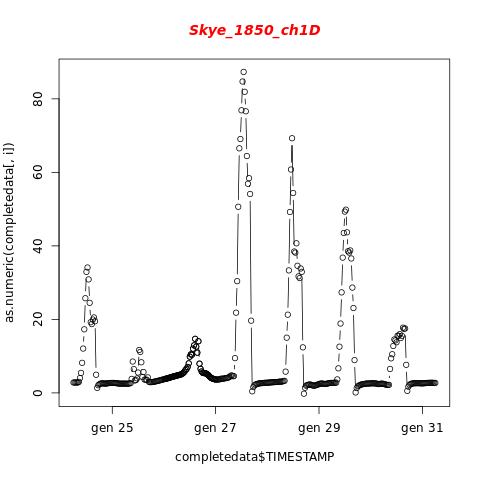 Skye_1850_ch1D
as.numeric(completedata[, i])
80
60
40
20
0
gen 25 gen 27 gen 29 gen 31
completedata$TIMESTAMP